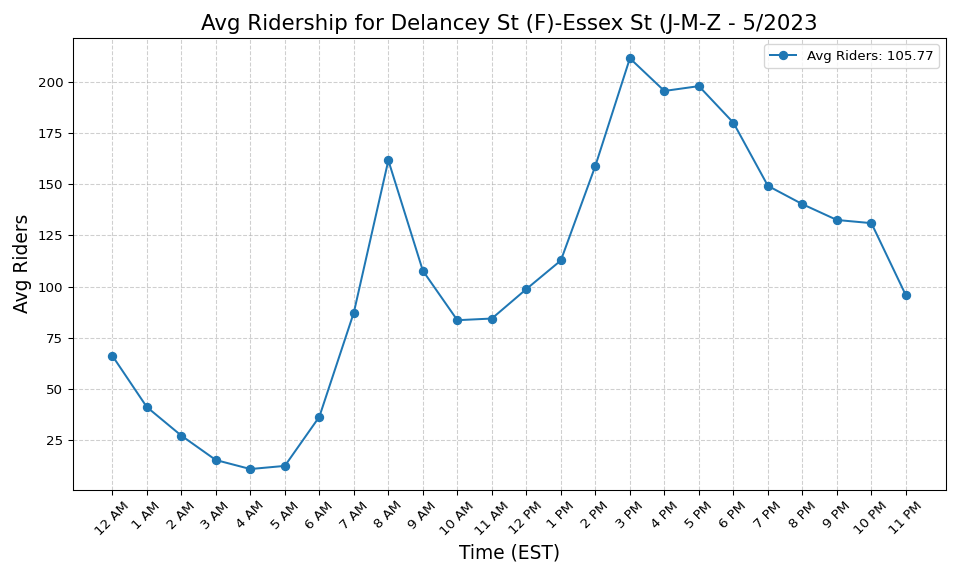 Avg Ridership for Delancey St (F)-Essex St (J-M-Z - 5/2023
Avg Riders: 105.77
200
175
150
125
100
75
50
25
Avg Riders
12 AM
1 AM
2 AM
3 AM
4 AM
5 AM
6 AM
7 AM
8 AM
9 AM
10 AM
11 AM
12 PM
1 PM
2 PM
3 PM
4 PM
5 PM
6 PM
7 PM
8 PM
9 PM
10 PM
11 PM
Time (EST)